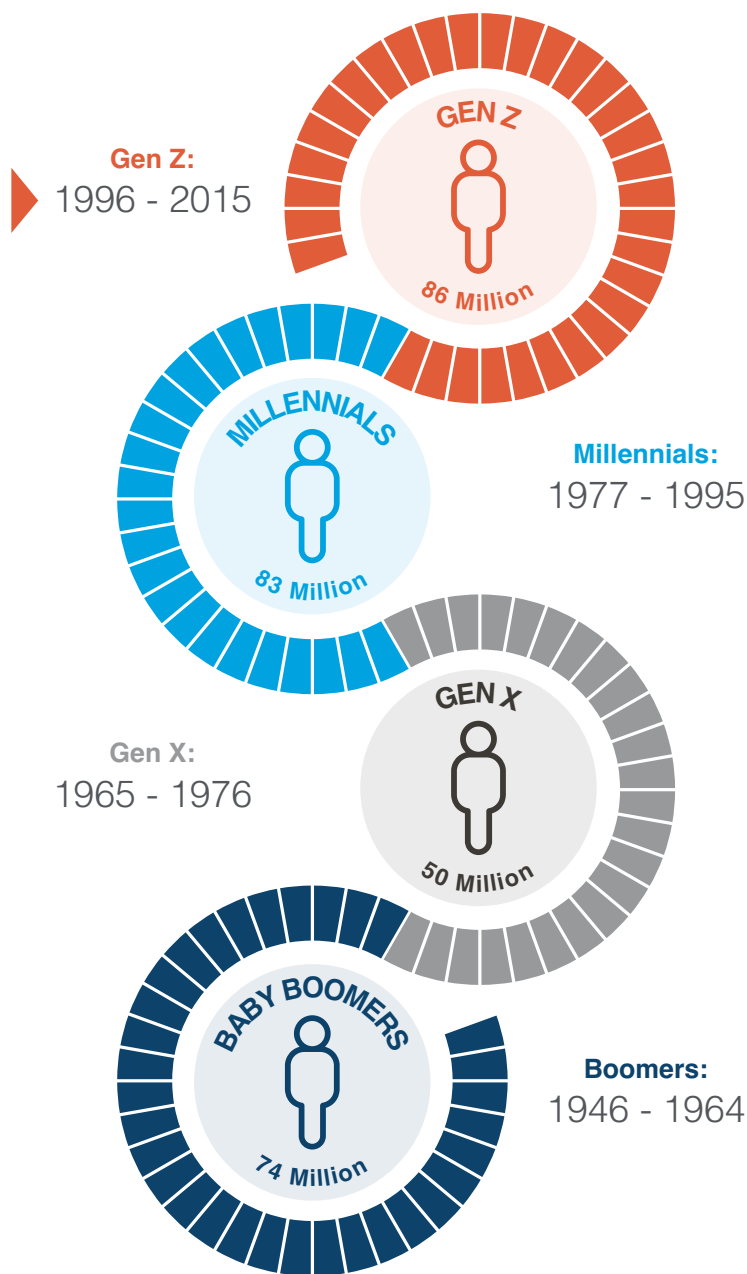 GEN Z
86 Million
Gen Z:
1996 - 2015
MILLENNIALS
83 Million
Millennials:
1977 - 1995
GEN X
50 Million
Gen X:
1965 - 1976
BABY BOOMERS
74 Million
Boomers:
1946 - 1964